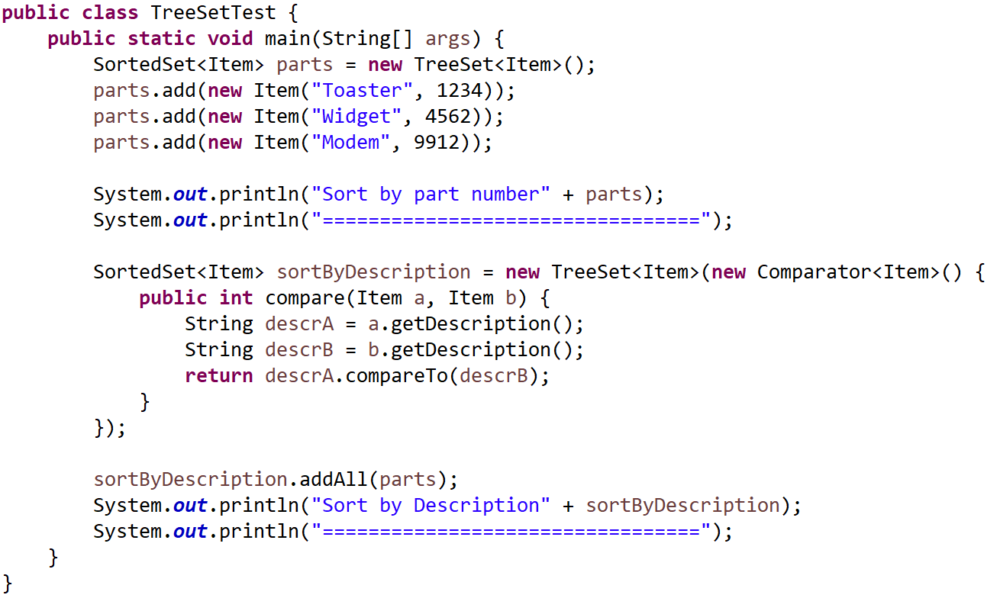 public class TreeSetTest {
    public static void main(String[] args) {
        SortedSet<Item> parts = new TreeSet<Item>();
        parts.add(new Item("Toaster", 1234));
        parts.add(new Item("Widget", 4562));
        parts.add(new Item("Modem", 9912));

        System.out.println("Sort by part number" + parts);
        System.out.println("=================================");

        SortedSet<Item> sortByDescription = new TreeSet<Item>(new Comparator<Item>() {
            public int compare(Item a, Item b) {
                String descrA = a.getDescription();
                String descrB = b.getDescription();
                return descrA.compareTo(descrB);
            }
        });

        sortByDescription.addAll(parts);
        System.out.println("Sort by Description" + sortByDescription);
        System.out.println("=================================");
    }
}